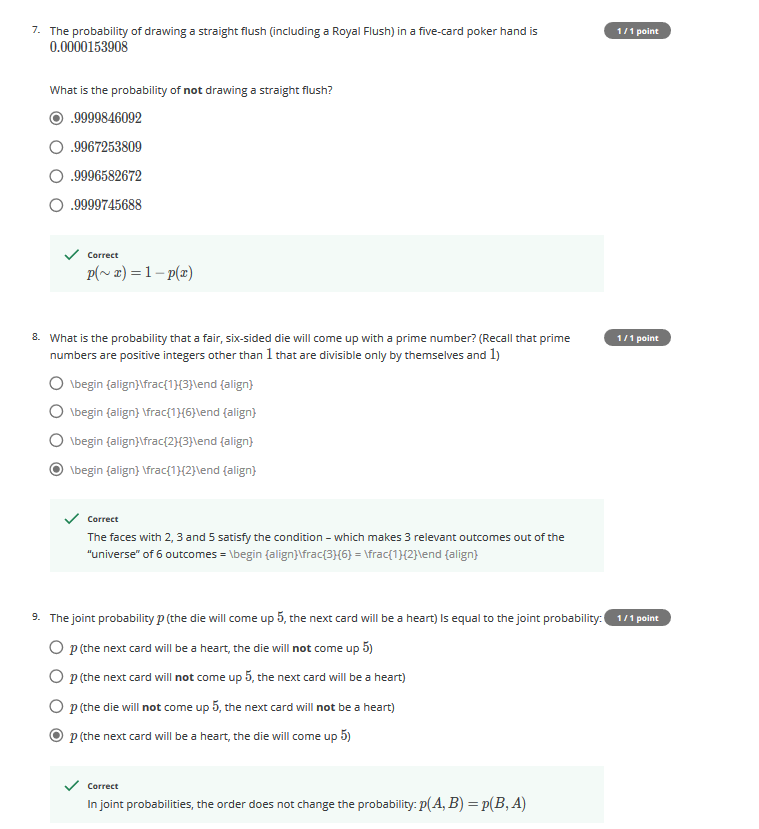 7. The probability of drawing a straight flush (including a Royal Flush) in a five-card poker hand is
0.0000153908
1 / 1 point
What is the probability of not drawing a straight flush?
.9999846092
.9967253809
.9996582672
.9999745688
Correct
p(∼ x) = 1 − p(x)
8. What is the probability that a fair, six-sided die will come up with a prime number? (Recall that prime
numbers are positive integers other than 1 that are divisible only by themselves and 1)
1 / 1 point
\begin {align}\frac{1}{3}\end {align}
\begin {align} \frac{1}{6}\end {align}
\begin {align}\frac{2}{3}\end {align}
\begin {align} \frac{1}{2}\end {align}
Correct
The faces with 2, 3 and 5 satisfy the condition – which makes 3 relevant outcomes out of the
"universe" of 6 outcomes = \begin {align}\frac{3}{6} = \frac{1}{2}\end {align}
9. The joint probability p (the die will come up 5, the next card will be a heart) Is equal to the joint probability:
1 / 1 point
p (the next card will be a heart, the die will not come up 5)
p (the next card will not come up 5, the next card will be a heart)
p (the die will not come up 5, the next card will not be a heart)
p (the next card will be a heart, the die will come up 5)
Correct
In joint probabilities, the order does not change the probability: p(A, B) = p(B, A)